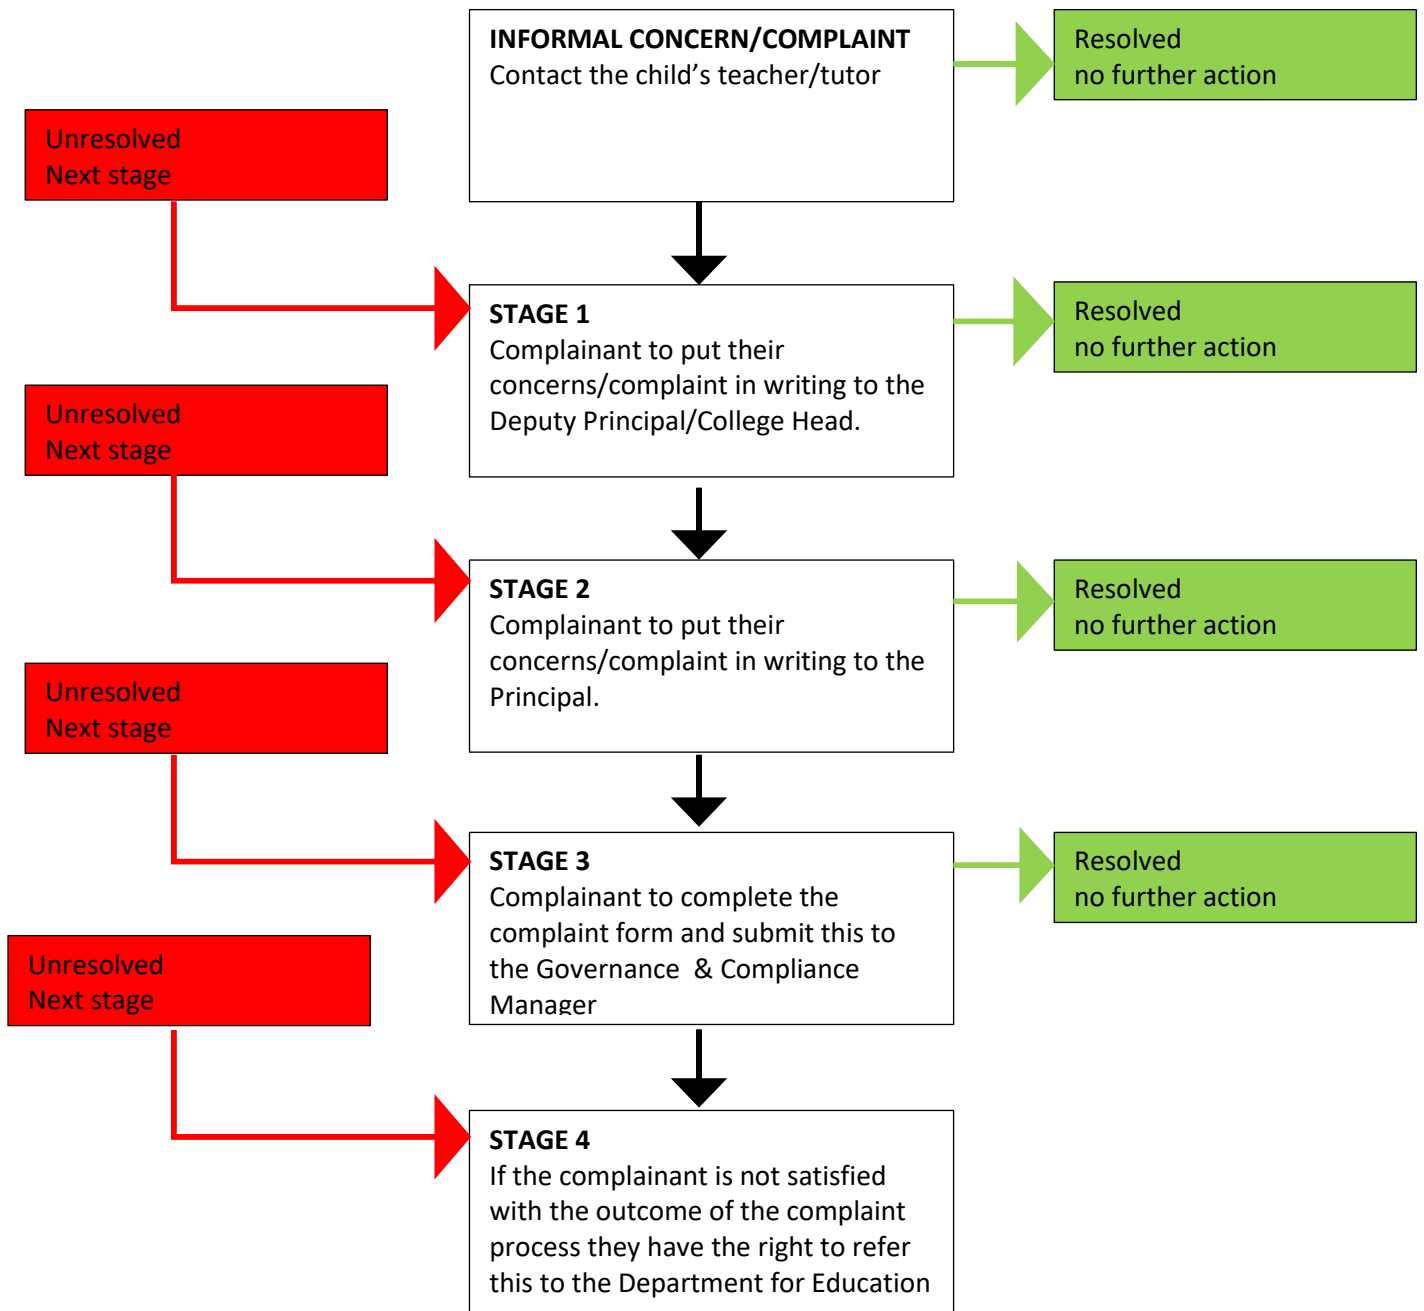 INFORMAL CONCERN/COMPLAINT
Contact the child’s teacher/tutor
Resolved
no further action
Unresolved
Next stage
STAGE 1
Complainant to put their
concerns/complaint in writing to the
Deputy Principal/College Head.
Resolved
no further action
Unresolved
Next stage
STAGE 2
Complainant to put their
concerns/complaint in writing to the
Principal.
Resolved
no further action
Unresolved
Next stage
STAGE 3
Complainant to complete the
complaint form and submit this to
the Governance & Compliance
Manager
Resolved
no further action
Unresolved
Next stage
STAGE 4
If the complainant is not satisfied
with the outcome of the complaint
process they have the right to refer
this to the Department for Education